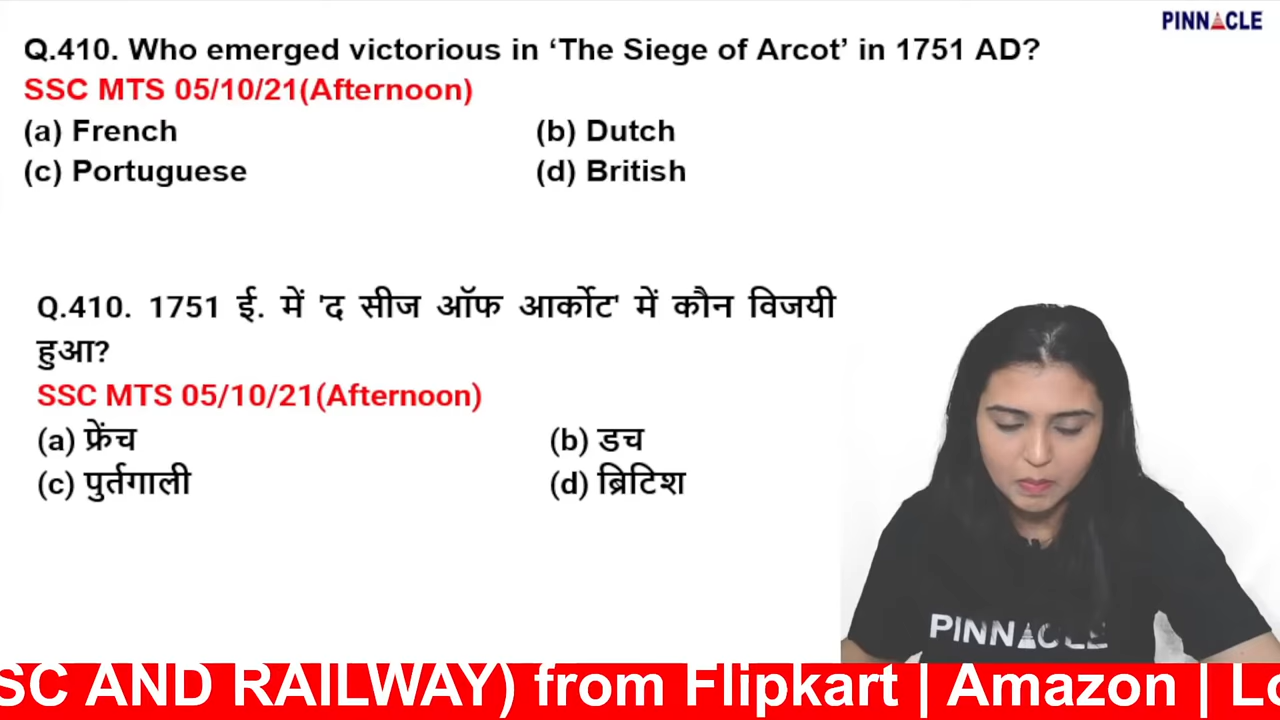 PINNACLE
Q.410. Who emerged victorious in ‘The Siege of Arcot’ in 1751 AD?
SSC MTS 05/10/21(Afternoon)
(a) French (b) Dutch
(c) Portuguese (d) British
Q.410. 1751 ई. में 'द सीज ऑफ आर्कोट' में कौन विजयी
हुआ?
SSC MTS 05/10/21(Afternoon)
(a) फ्रेंच (b) डच
(c) पुर्तगाली (d) ब्रिटिश
PINNACLE
SC AND RAILWAY) from Flipkart | Amazon | Lo